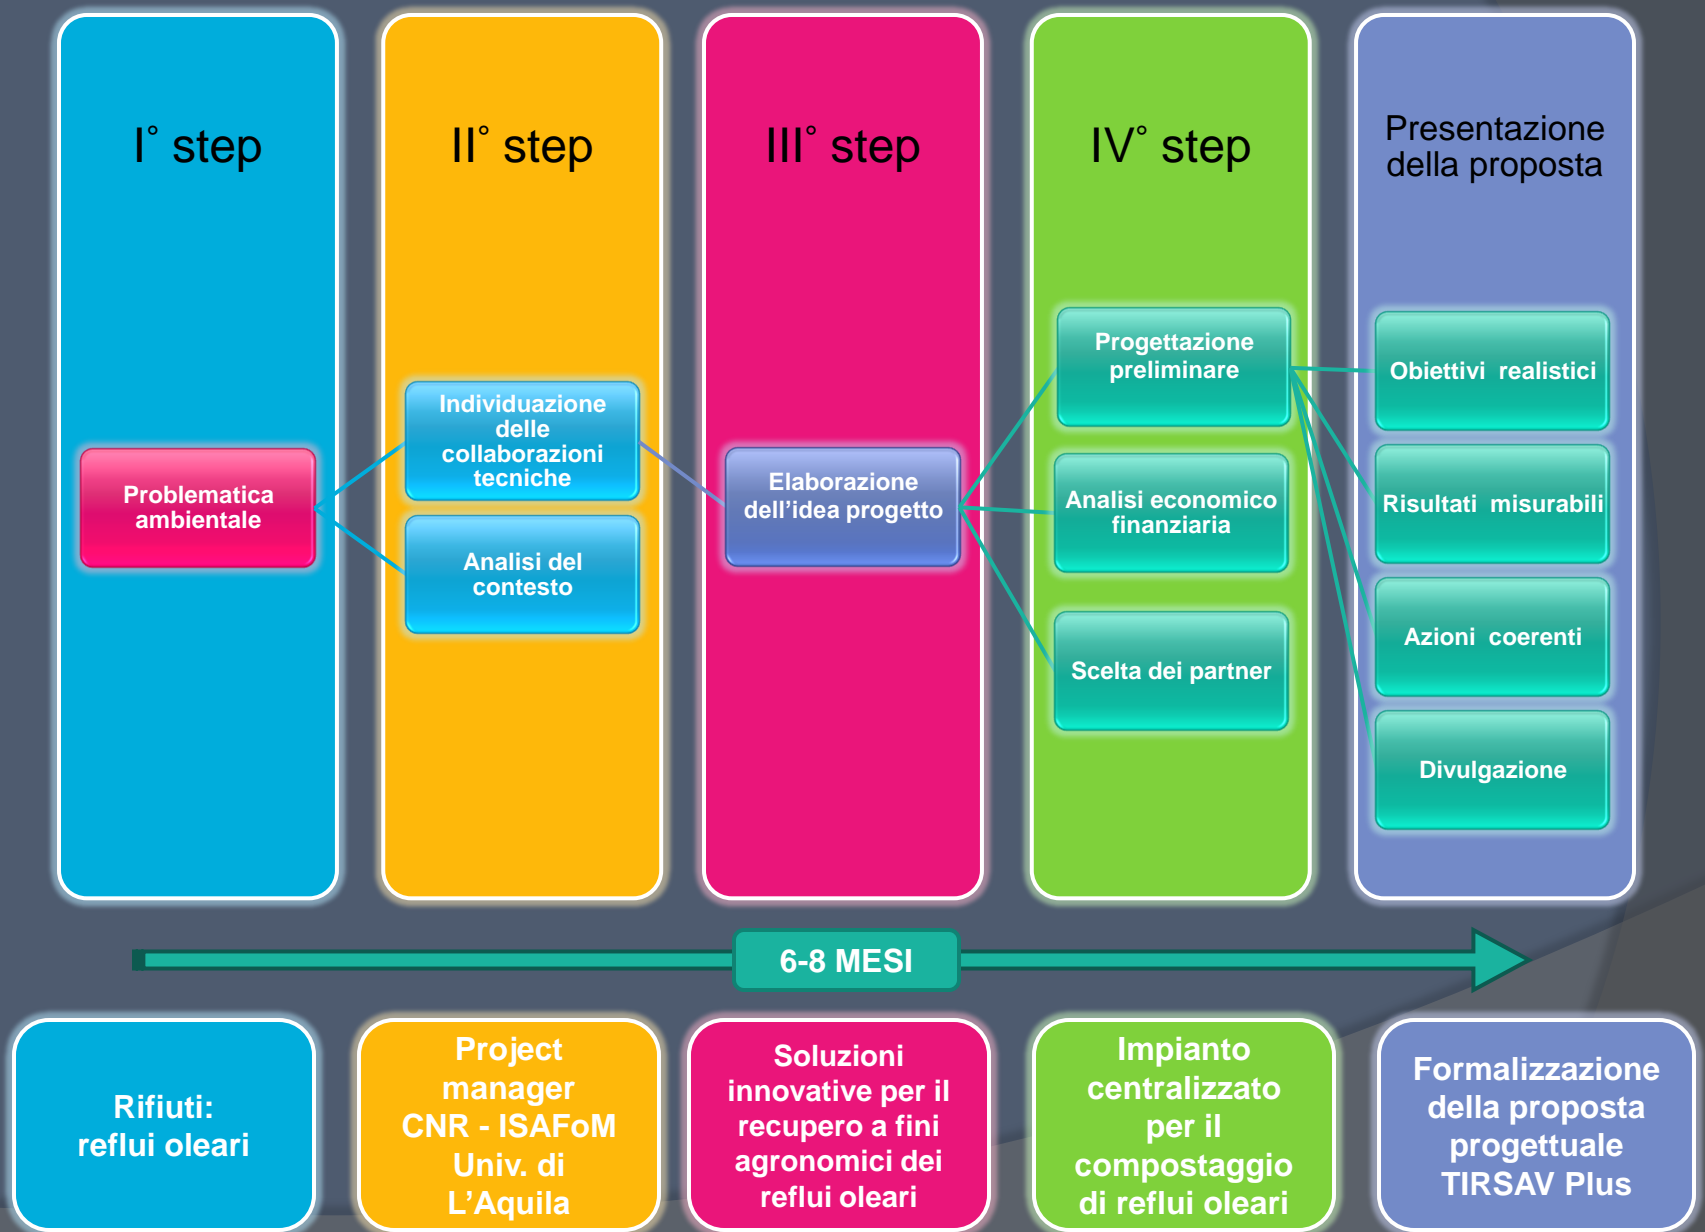 I° step
II° step
III° step
IV° step
Presentazione
della proposta
Problematica
ambientale
Individuazione
delle
collaborazioni
tecniche
Analisi del
contesto
Elaborazione
dell'idea progetto
Progettazione
preliminare
Analisi economico
finanziaria
Scelta dei partner
Obiettivi realistici
Risultati misurabili
Azioni coerenti
Divulgazione
6-8 MESI
Rifiuti:
reflui oleari
Project
manager
CNR - ISAFoM
Univ. di
L'Aquila
Soluzioni
innovative per il
recupero a fini
agronomici dei
reflui oleari
Impianto
centralizzato
per il
compostaggio
di reflui oleari
Formalizzazione
della proposta
progettuale
TIRSAV Plus